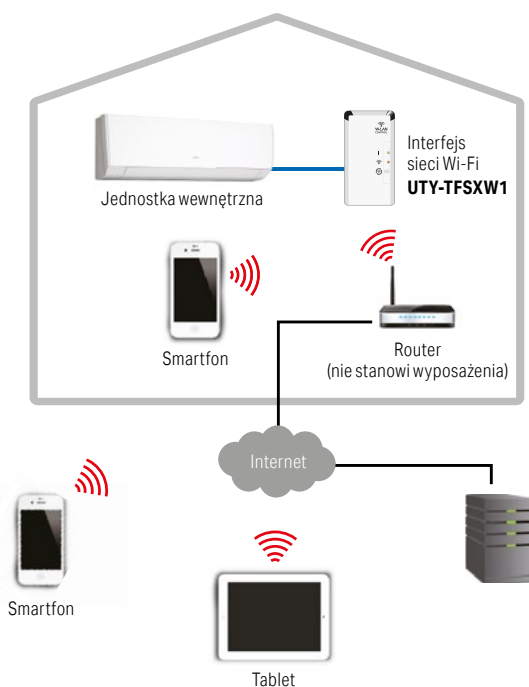 Jednostka wewnętrzna
Interfejs
sieci Wi-Fi
UTY-TFSXW1
Smartfon
Router
(nie stanowi wyposażenia)
Internet
Smartfon
Tablet